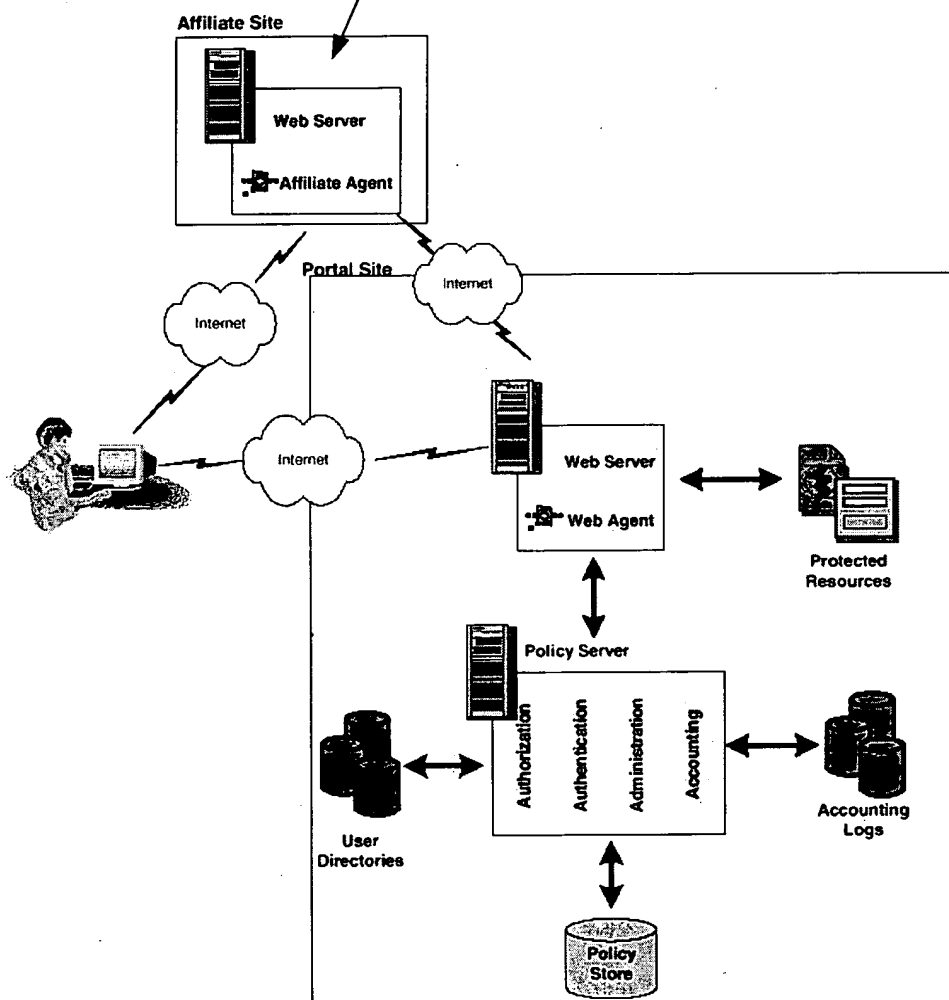 Affiliate Site
Web Server
Affiliate Agent
Portal Site
Internet
Internet
Internet
Web Server
Web Agent
Protected
Resources
Policy Server
Authorization
Authentication
Administration
Accounting
User
Directories
Accounting
Logs
Policy
Store